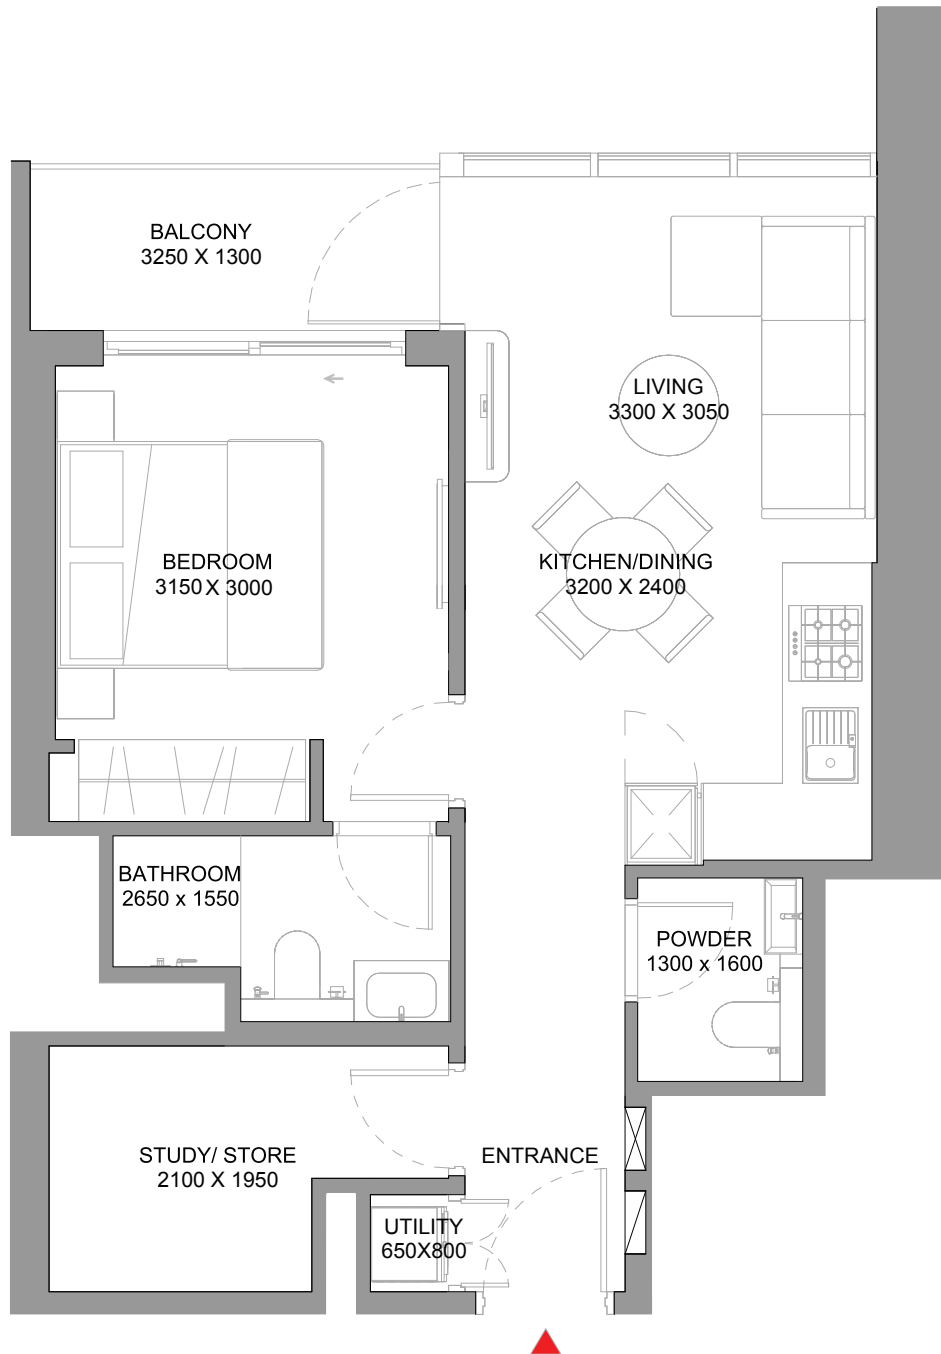 BALCONY
3250 X 1300
LIVING
3300 X 3050
BEDROOM
3150 X 3000
KITCHEN/DINING
3200 X 2400
BATHROOM
2650 x 1550
POWDER
1300 x 1600
STUDY/ STORE
2100 X 1950
ENTRANCE
UTILITY
650X800